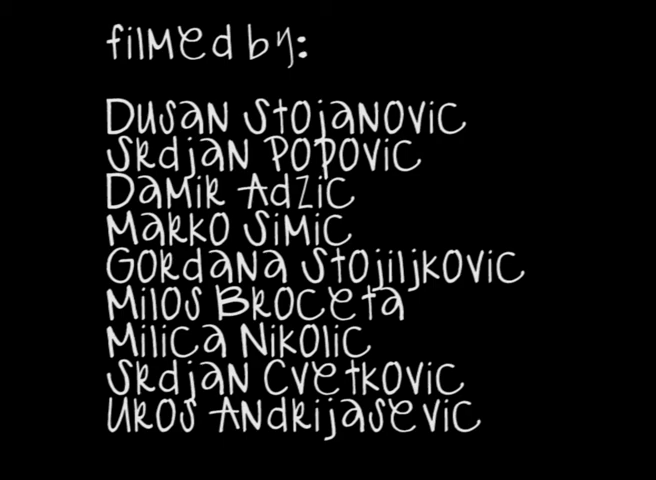 filmed by:
Dusan Stojanovic
Srdjan Popovic
Damir Adzic
Marko Simic
Gordana Stojiljkovic
Milos Broceta
Milica Nikolic
Srdjan Cvetkovic
Uros Andrijasevic